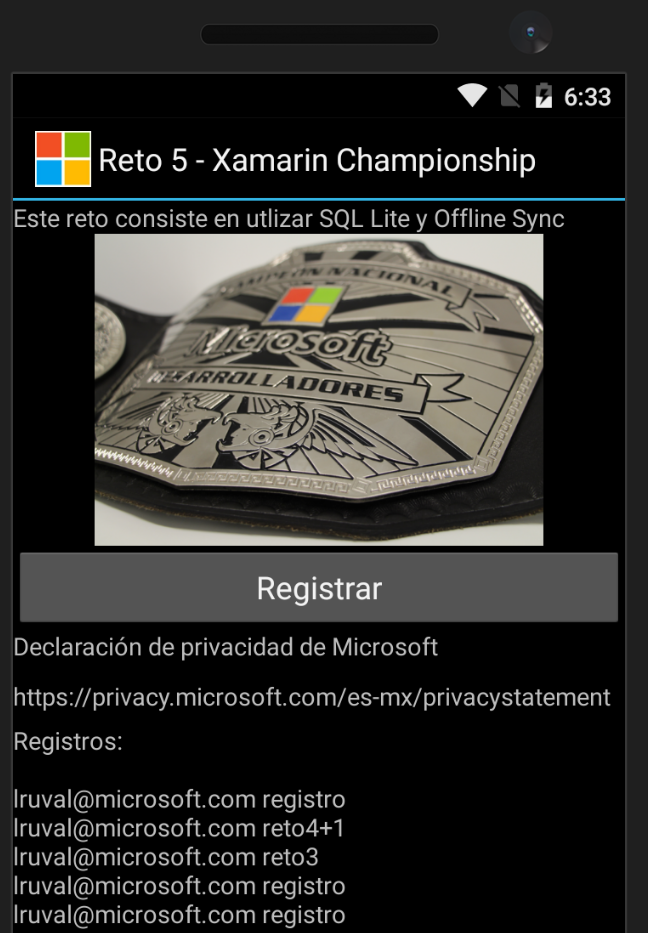 6:33
Reto 5 - Xamarin Championship
Este reto consiste en utlizar SQL Lite y Offline Sync
CAMPEON NACIONAL
Microsoft
DESARROLLADORES
Registrar
Declaración de privacidad de Microsoft
https://privacy.microsoft.com/es-mx/privacystatement
Registros:
lruval@microsoft.com registro
lruval@microsoft.com reto4+1
lruval@microsoft.com reto3
lruval@microsoft.com registro
lruval@microsoft.com registro